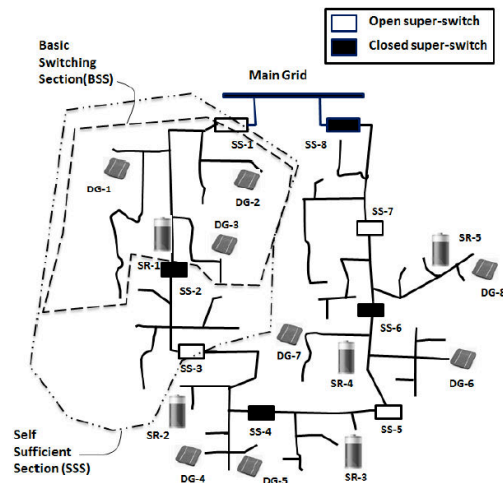 Open super-switch
Closed super-switch
Basic
Switching
Section(BSS)
Main Grid
SS-1
SS-8
DG-1
DG-2
SS-7
DG-3
SR-5
SR-1
SS-2
DG-8
SS-6
SS-3
DG-7
SR-4
DG-6
SR-2
SS-4
SS-5
Self
Sufficient
Section (SSS)
DG-4
DG-5
SR-3